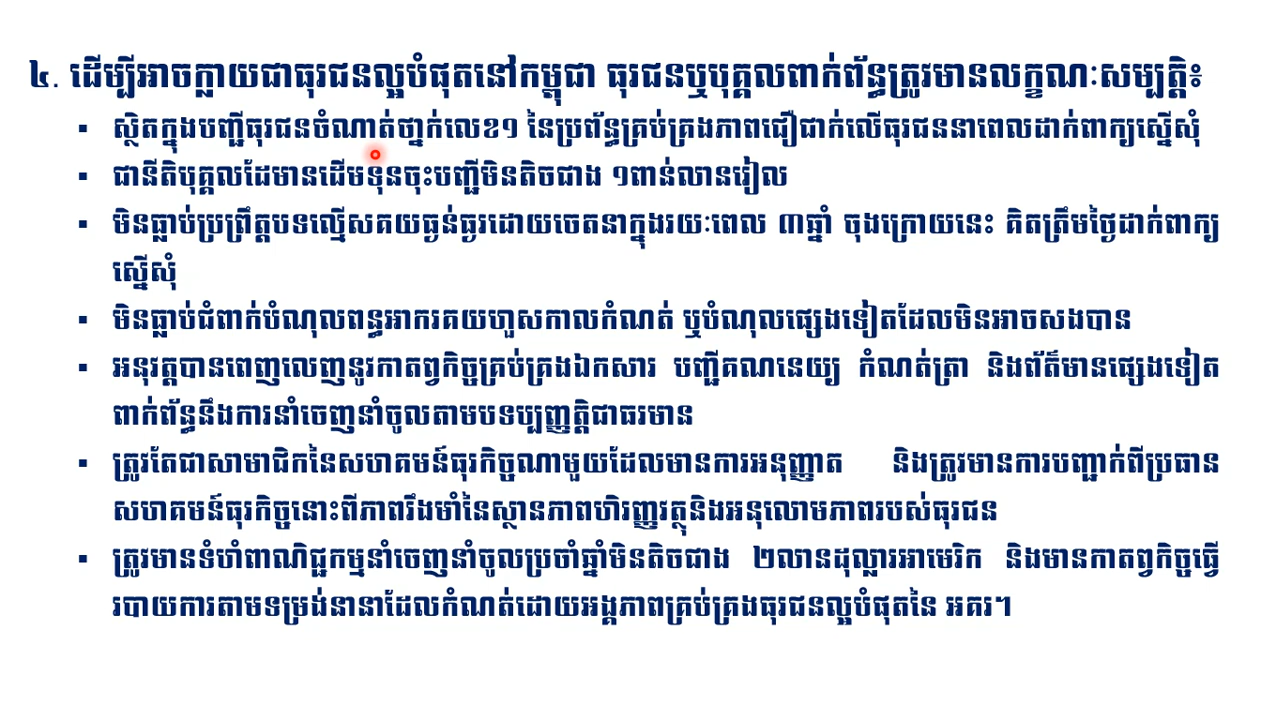 ៤. ដើម្បីអាចក្លាយជាធុរជនល្អបំផុតនៅកម្ពុជា ធុរជនឬបុគ្គលពាក់ព័ន្ធត្រូវមានលក្ខណៈសម្បត្តិ៖
▪ ស្ថិតក្នុងបញ្ជីធុរជនចំណាត់ថ្នាក់លេខ១ នៃប្រព័ន្ធគ្រប់គ្រងភាពជឿជាក់លើធុរជននាពេលដាក់ពាក្យស្នើសុំ
▪ ជានីតិបុគ្គលដែមានដើមទុនចុះបញ្ជីមិនតិចជាង ១ពាន់លានរៀល
▪ មិនធ្លាប់ប្រព្រឹត្តបទល្មើសគយធ្ងន់ធ្ងរដោយចេតនាក្នុងរយៈពេល ៣ឆ្នាំ ចុងក្រោយនេះ គិតត្រឹមថ្ងៃដាក់ពាក្យ
ស្នើសុំ
▪ មិនធ្លាប់ជំពាក់បំណុលពន្ធអាករគយហួសកាលកំណត់ ឬបំណុលផ្សេងទៀតដែលមិនអាចសងបាន
▪ អនុវត្តបានពេញលេញនូវកាតព្វកិច្ចគ្រប់គ្រងឯកសារ បញ្ជីគណនេយ្យ កំណត់ត្រា និងព័ត៌មានផ្សេងទៀត
ពាក់ព័ន្ធនឹងការនាំចេញនាំចូលតាមបទប្បញ្ញត្តិជាធរមាន
▪ ត្រូវតែជាសាមាជិកនៃសហគមន៍ធុរកិច្ចណាមួយដែលមានការអនុញ្ញាត និងត្រូវមានការបញ្ជាក់ពីប្រធាន
សហគមន៍ធុរកិច្ចនោះពីភាពរឹងមាំនៃស្ថានភាពហិរញ្ញវត្ថុនិងអនុលោមភាពរបស់ធុរជន
▪ ត្រូវមានទំហំពាណិជ្ជកម្មនាំចេញនាំចូលប្រចាំឆ្នាំមិនតិចជាង ២លានដុល្លារអាមេរិក និងមានកាតព្វកិច្ចធ្វើ
របាយការតាមទម្រង់នានាដែលកំណត់ដោយអង្គភាពគ្រប់គ្រងធុរជនល្អបំផុតនៃ អគរ។